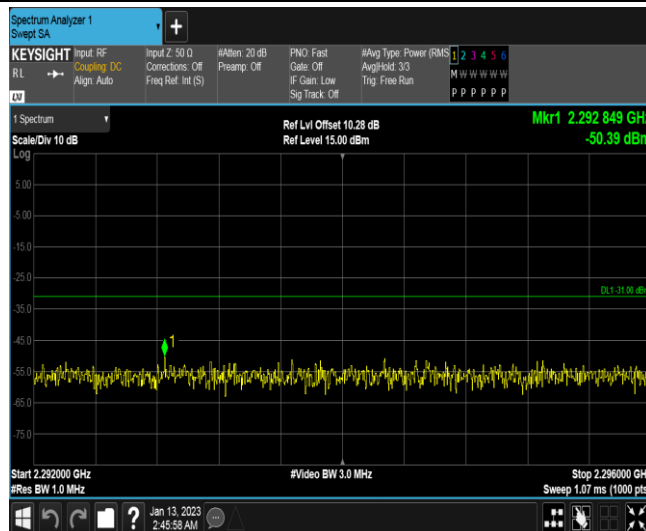 Spectrum Analyzer 1
Swept SA
+
KEYSIGHT Input: RF Input Z: 50 Ω #Atten: 20 dB PNO: Fast #Avg Type: Power (RMS 1 2 3 4 5 6
RL Coupling: DC Corrections: Off Preamp: Off Gate: Off Avg|Hold: 3/3 M W W W W W
Align: Auto Freq Ref: Int (S) IF Gain: Low Trig: Free Run
Sig Track: Off P P P P P P
LXI
1 Spectrum Ref Lvl Offset 10.28 dB Mkr1 2.292 849 GHz
Scale/Div 10 dB Ref Level 15.00 dBm -50.39 dBm
Log
5.00
-5.00
-15.0
-25.0
DL1 -31.00 dBm
-35.0
-45.0
1
-55.0
-65.0
-75.0
Start 2.292000 GHz #Video BW 3.0 MHz Stop 2.296000 GHz
#Res BW 1.0 MHz Sweep 1.07 ms (1000 pts
? Jan 13, 2023
2:45:58 AM